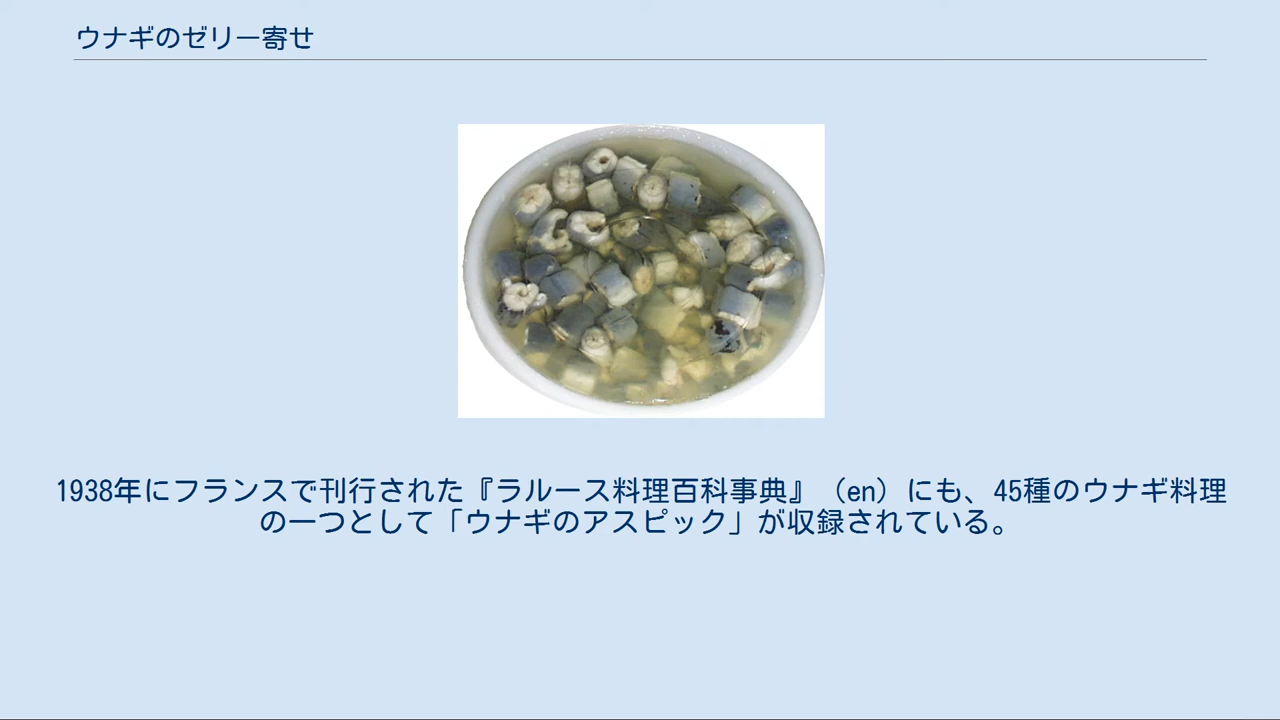 ウナギのゼリー寄せ
1938年にフランスで刊行された『ラルース料理百科事典』（en）にも、45種のウナギ料理
の一つとして「ウナギのアスピック」が収録されている。